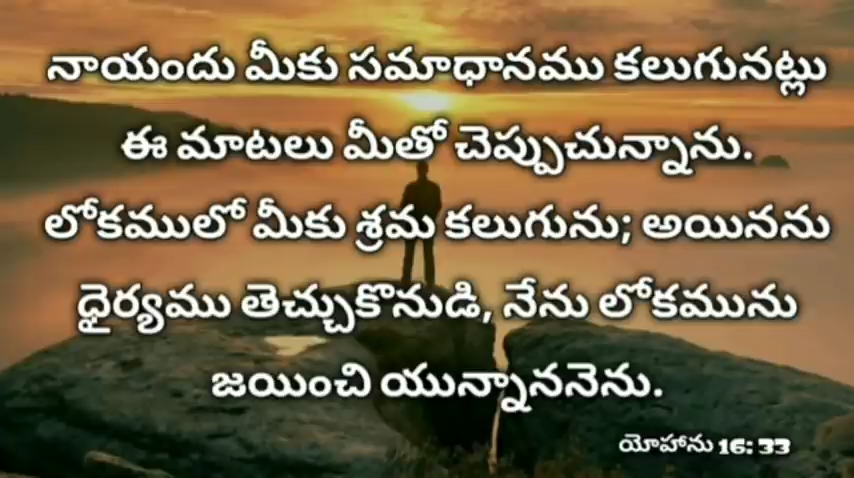 నాయందు మీకు సమాధానము కలుగునట్లు
ఈ మాటలు మీతో చెప్పుచున్నాను.
లోకములో మీకు శ్రమ కలుగును; అయినను
ధైర్యము తెచ్చుకొనుడి, నేను లోకమును
జయించి యున్నాననెను.
యోహాను 16: 33